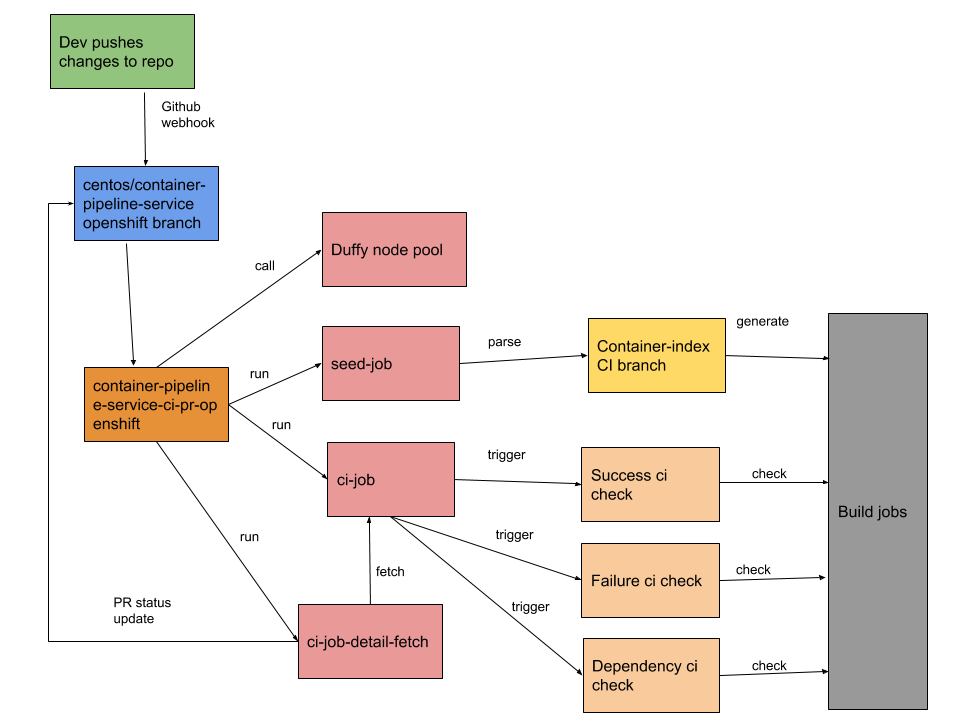 Dev pushes
changes to repo
Github
webhook
centos/container-
pipeline-service
openshift branch
call
Duffy node pool
container-pipelin
e-service-ci-pr-op
enshift
run
seed-job
parse
Container-index
CI branch
generate
run
ci-job
trigger
Success ci
check
check
Build jobs
trigger
Failure ci check
check
run
fetch
trigger
PR status
update
ci-job-detail-fetch
Dependency ci
check
check